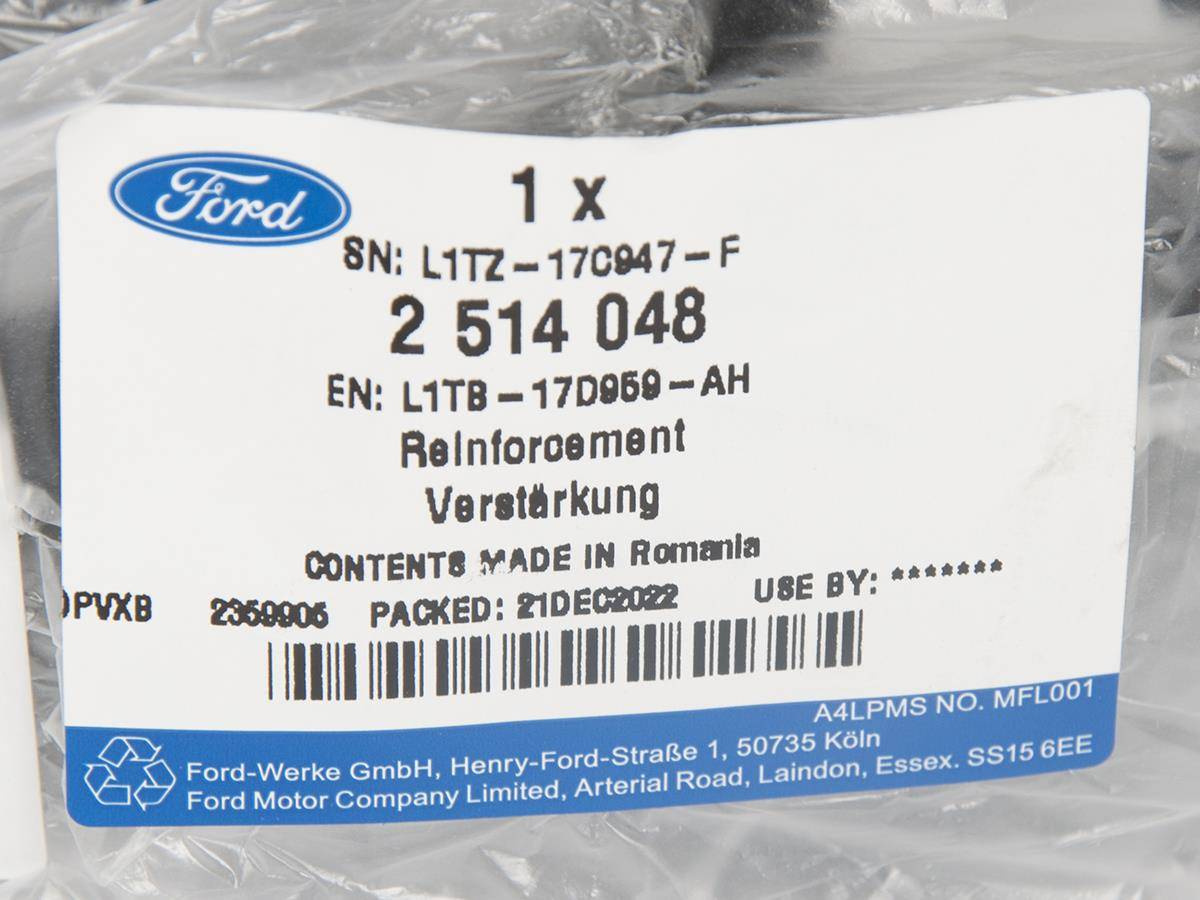 Ford
1 x
SN: L1TZ-17C947-F
2 514 048
EN: L1TB-17D959-AH
Reinforcement
Verstärkung
CONTENTS MADE IN Romania
PVXB 2359905 PACKED: 21DEC2022 USE BY: *******
A4LPMS NO. MFL001
Ford-Werke GmbH, Henry-Ford-Straße 1, 50735 Köln
Ford Motor Company Limited, Arterial Road, Laindon, Essex. SS15 6EE